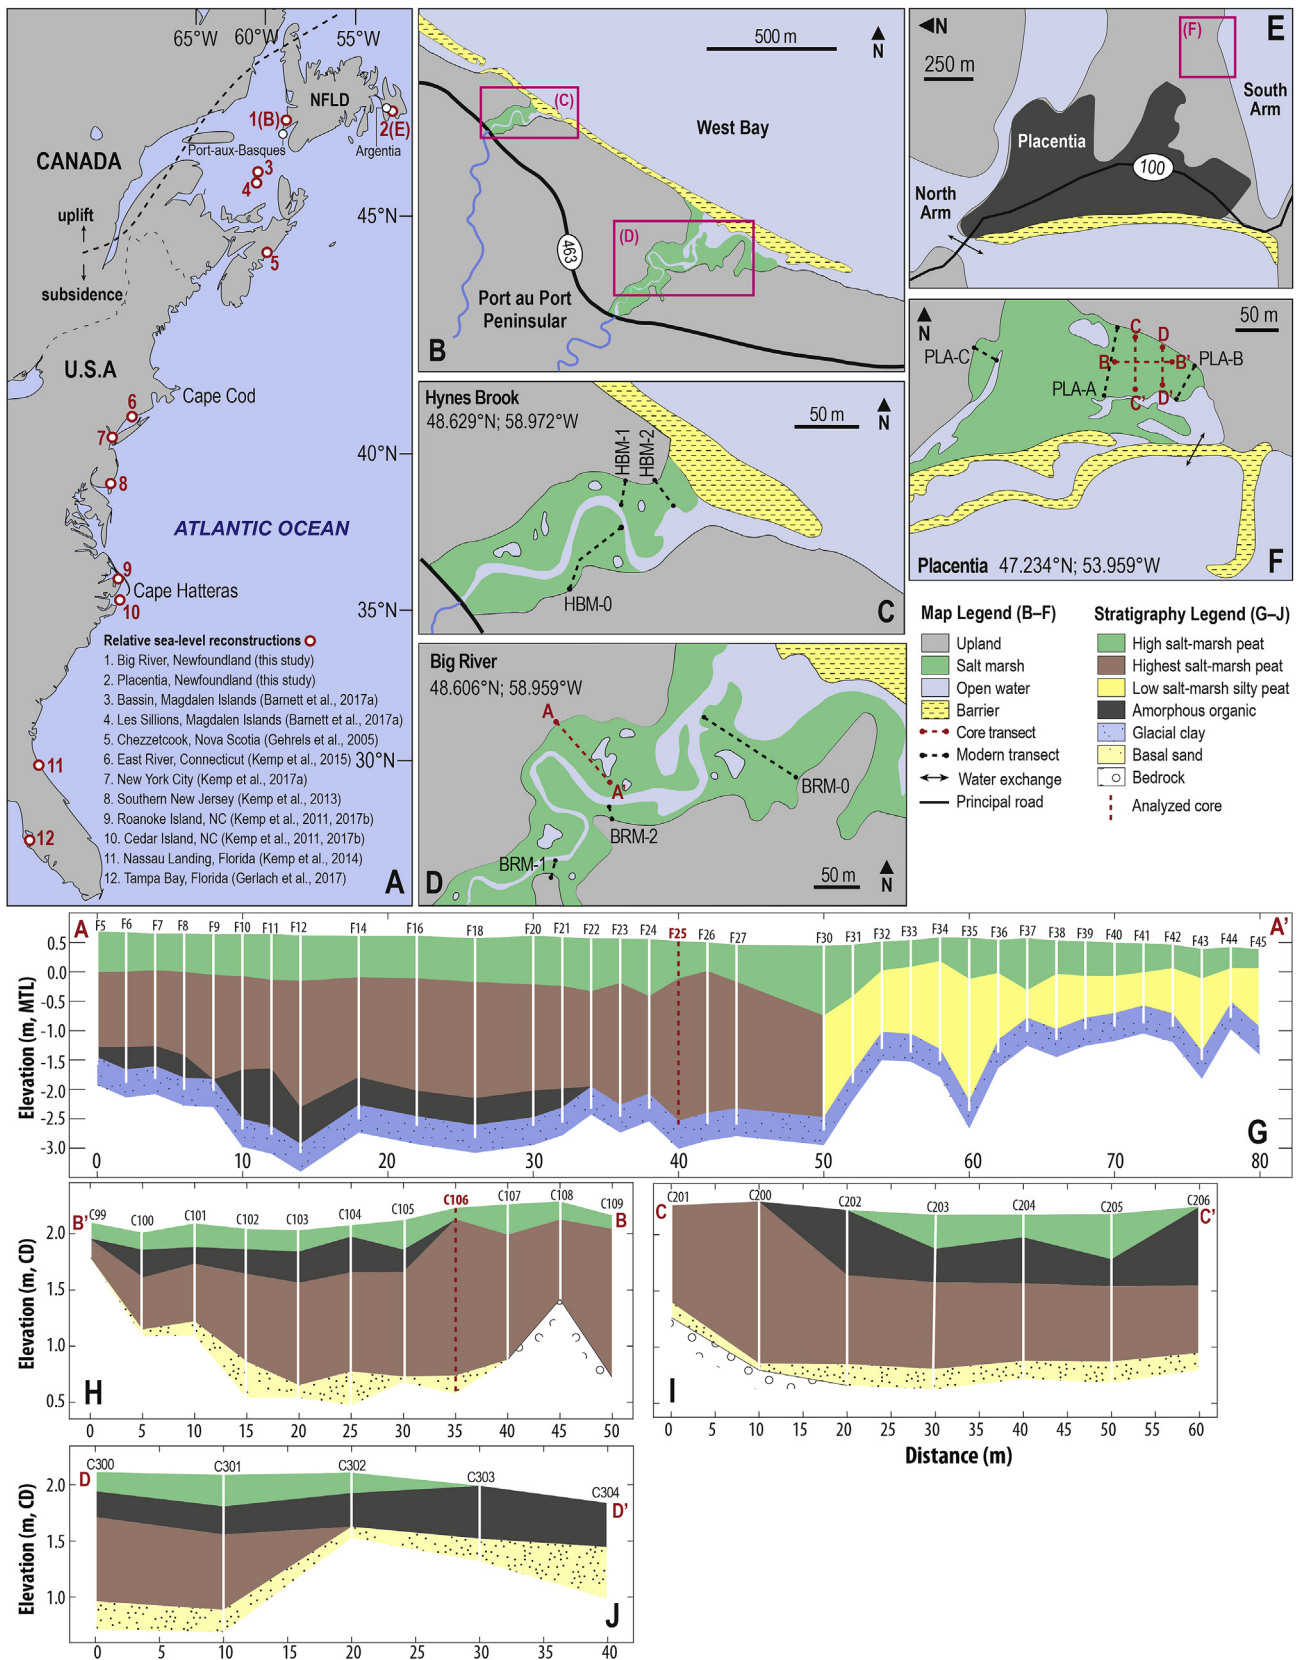 65°W 60°W 55°W
NFLD
1(B)
2(E)
Port-aux-Basques
Argentia
CANADA
3
4
uplift
45°N
5
subsidence
U.S.A
Cape Cod
6
7
40°N
8
ATLANTIC OCEAN
9
Cape Hatteras
10
35°N
Relative sea-level reconstructions
1. Big River, Newfoundland (this study)
2. Placentia, Newfoundland (this study)
3. Bassin, Magdalen Islands (Barnett et al., 2017a)
4. Les Sillions, Magdalen Islands (Barnett et al., 2017a)
5. Chezzetcook, Nova Scotia (Gehrels et al., 2005)
6. East River, Connecticut (Kemp et al., 2015)
30°N
7. New York City (Kemp et al., 2017a)
8. Southern New Jersey (Kemp et al., 2013)
9. Roanoke Island, NC (Kemp et al., 2011, 2017b)
10. Cedar Island, NC (Kemp et al., 2011, 2017b)
11. Nassau Landing, Florida (Kemp et al., 2014)
12. Tampa Bay, Florida (Gerlach et al., 2017)
11
12
A
500 m
N
(C)
West Bay
(D)
463
Port au Port
Peninsular
B
Hynes Brook
48.629°N; 58.972°W
50 m
N
HBM-1
HBM-2
HBM-0
C
Big River
48.606°N; 58.959°W
A
A'
BRM-0
BRM-2
BRM-1
50 m
N
D
N
250 m
(F)
E
South
Arm
Placentia
100
North
Arm
N
50 m
PLA-C
C
D
B
B'
PLA-B
PLA-A
C'
D'
Placentia 47.234°N; 53.959°W
F
Map Legend (B–F)
Upland
Salt marsh
Open water
Barrier
Core transect
Modern transect
Water exchange
Principal road
Stratigraphy Legend (G–J)
High salt-marsh peat
Highest salt-marsh peat
Low salt-marsh silty peat
Amorphous organic
Glacial clay
Basal sand
Bedrock
Analyzed core
A
A'
F5 F6 F7 F8 F9 F10 F11 F12 F14 F16 F18 F20 F21 F22 F23 F24 F25 F26 F27 F30 F31 F32 F33 F34 F35 F36 F37 F38 F39 F40 F41 F42 F43 F44 F45
Elevation (m, MTL)
0.5
0.0
-0.5
-1.0
-1.5
-2.0
-2.5
-3.0
G
0 10 20 30 40 50 60 70 80
B'
C99 C100 C101 C102 C103 C104 C105 C106 C107 C108 C109
B
Elevation (m, CD)
2.0
1.5
1.0
0.5
H
0 5 10 15 20 25 30 35 40 45 50
C
C201 C200 C202 C203 C204 C205 C206
C'
I
0 5 10 15 20 25 30 35 40 45 50 55 60
Distance (m)
D
C300 C301 C302 C303 C304
D'
Elevation (m, CD)
2.0
1.5
1.0
J
0 5 10 15 20 25 30 35 40